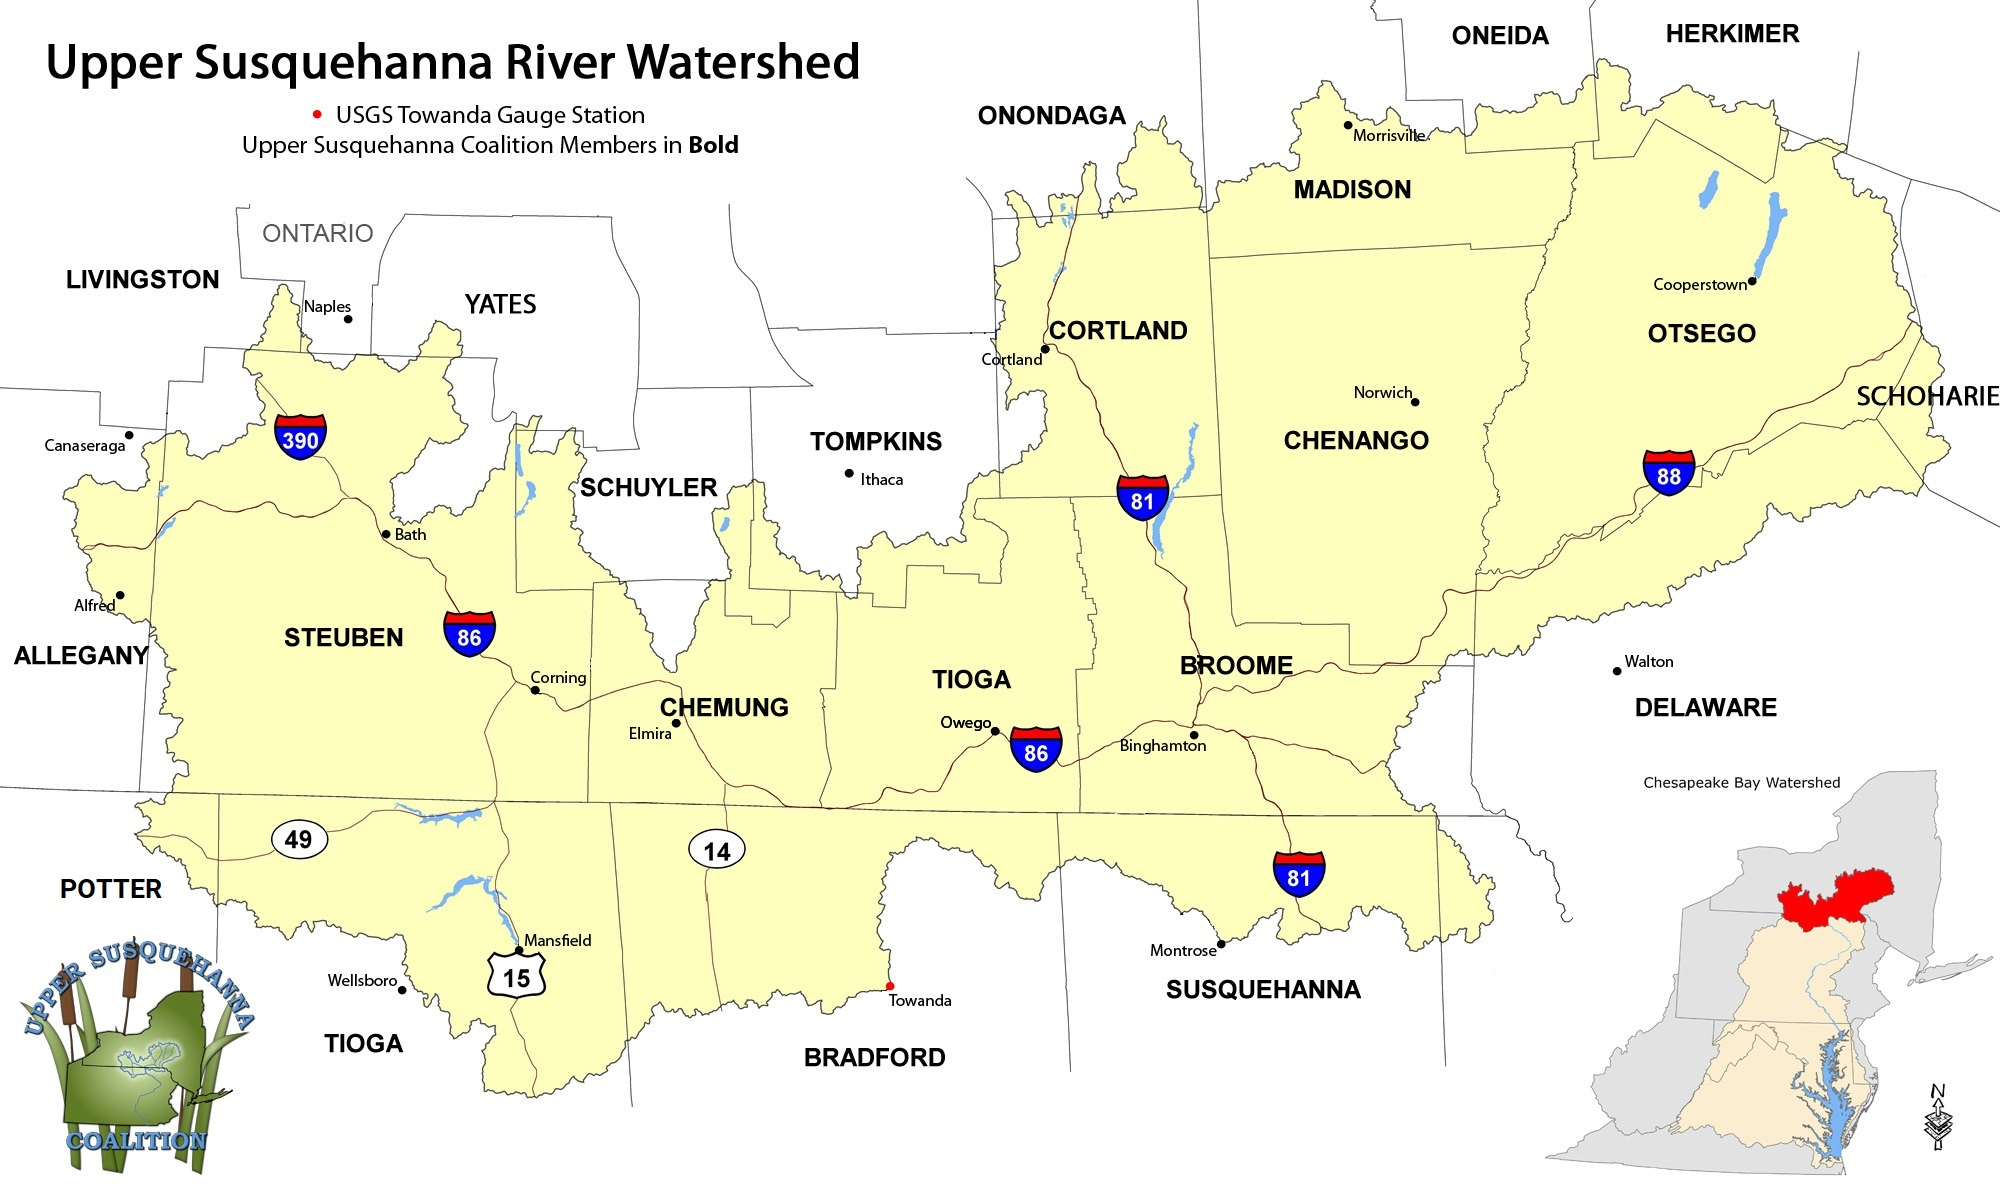 Upper Susquehanna River Watershed
USGS Towanda Gauge Station
Upper Susquehanna Coalition Members in Bold
ONEIDA
HERKIMER
ONONDAGA
Morrisville
MADISON
ONTARIO
LIVINGSTON
Naples
YATES
Cooperstown
CORTLAND
OTSEGO
Cortland
Norwich
SCHOHARIE
390
Canaseraga
TOMPKINS
CHENANGO
Ithaca
SCHUYLER
88
81
Bath
Alfred
STEUBEN
86
ALLEGANY
BROOME
Walton
Corning
TIOGA
CHEMUNG
DELAWARE
Owego
Elmira
86
Binghamton
Chesapeake Bay Watershed
49
14
81
POTTER
Mansfield
Montrose
15
Wellsboro
SUSQUEHANNA
Towanda
TIOGA
BRADFORD
UPPER SUSQUEHANNA
COALITION
N